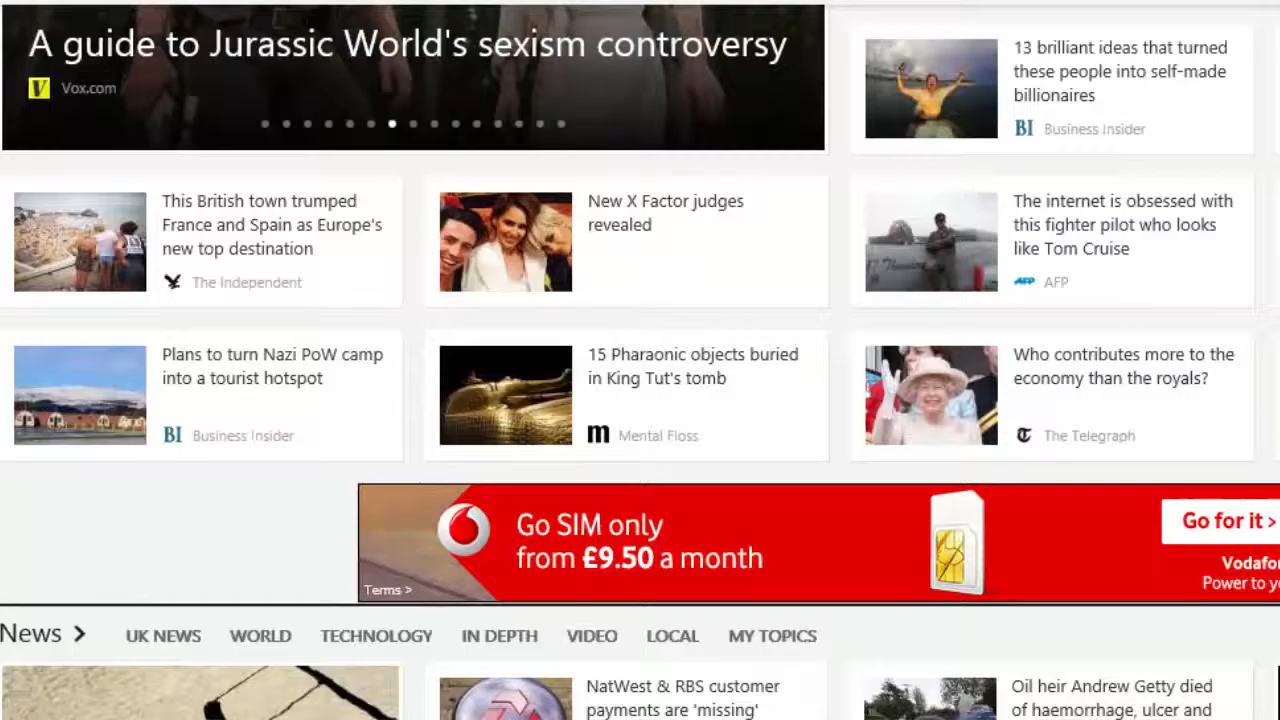 A guide to Jurassic World's sexism controversy
V Vox.com
13 brilliant ideas that turned
these people into self-made
billionaires
BI Business Insider
This British town trumped
France and Spain as Europe's
new top destination
The Independent
New X Factor judges
revealed
The internet is obsessed with
this fighter pilot who looks
like Tom Cruise
AFP AFP
Plans to turn Nazi PoW camp
into a tourist hotspot
BI Business Insider
15 Pharaonic objects buried
in King Tut's tomb
m Mental Floss
Who contributes more to the
economy than the royals?
T The Telegraph
Go SIM only
from £9.50 a month
Terms >
Go for it >
Vodafo
Power to y
News
UK NEWS WORLD TECHNOLOGY IN DEPTH VIDEO LOCAL MY TOPICS
NatWest & RBS customer
payments are 'missing'
Oil heir Andrew Getty died
of haemorrhage, ulcer and